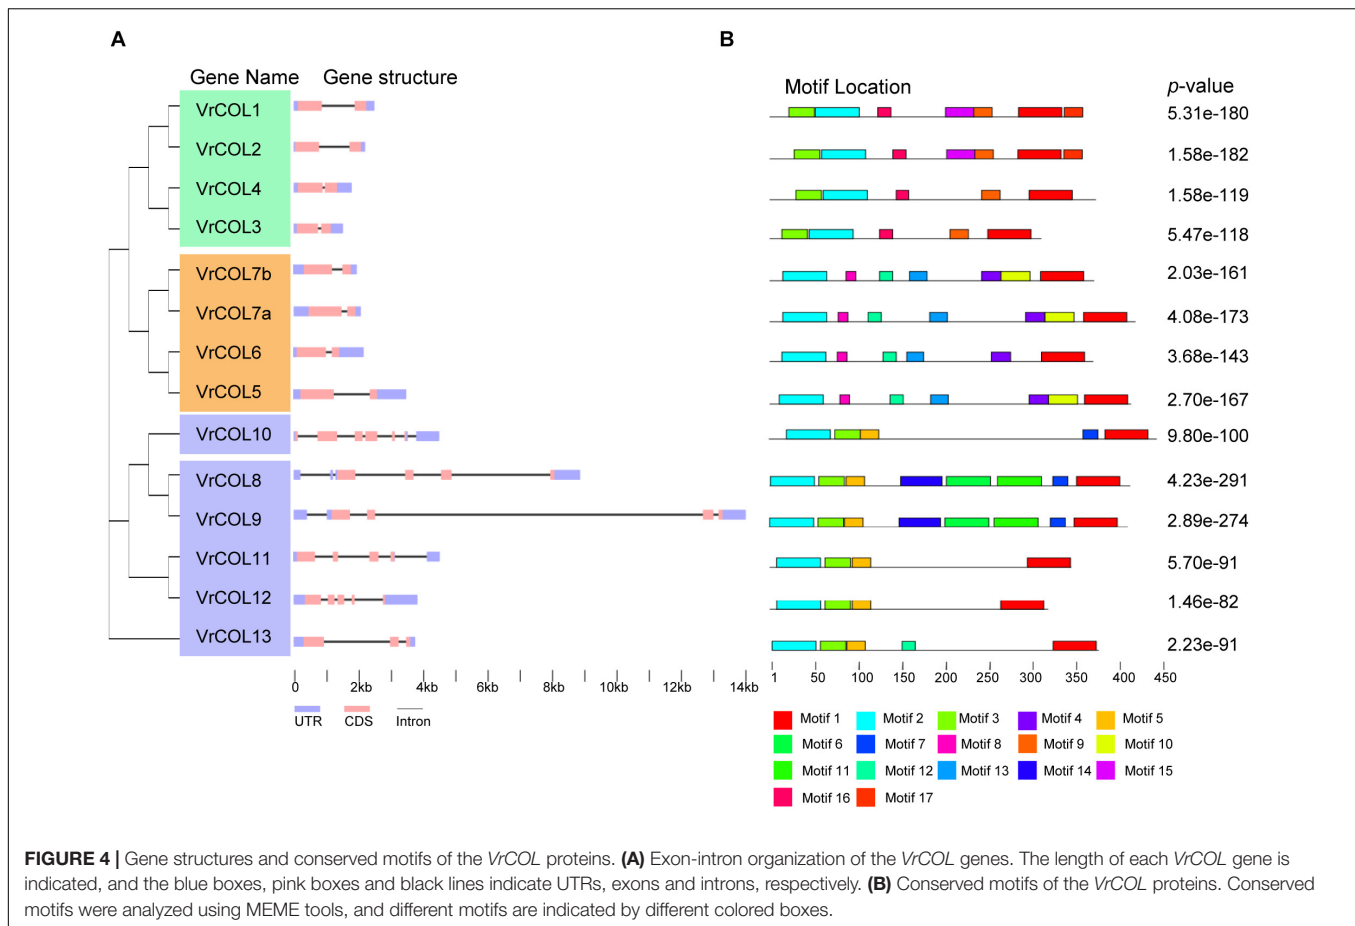 A
B
Gene Name Gene structure
Motif Location
p-value
VrCOL1
5.31e-180
VrCOL2
1.58e-182
VrCOL4
1.58e-119
VrCOL3
5.47e-118
VrCOL7b
2.03e-161
VrCOL7a
4.08e-173
VrCOL6
3.68e-143
VrCOL5
2.70e-167
VrCOL10
9.80e-100
VrCOL8
4.23e-291
VrCOL9
2.89e-274
VrCOL11
5.70e-91
VrCOL12
1.46e-82
VrCOL13
2.23e-91
0 2kb 4kb 6kb 8kb 10kb 12kb 14kb
UTR CDS Intron
1 50 100 150 200 250 300 350 400 450
Motif 1 Motif 2 Motif 3 Motif 4 Motif 5
Motif 6 Motif 7 Motif 8 Motif 9 Motif 10
Motif 11 Motif 12 Motif 13 Motif 14 Motif 15
Motif 16 Motif 17
FIGURE 4 | Gene structures and conserved motifs of the VrCOL proteins. (A) Exon-intron organization of the VrCOL genes. The length of each VrCOL gene is
indicated, and the blue boxes, pink boxes and black lines indicate UTRs, exons and introns, respectively. (B) Conserved motifs of the VrCOL proteins. Conserved
motifs were analyzed using MEME tools, and different motifs are indicated by different colored boxes.